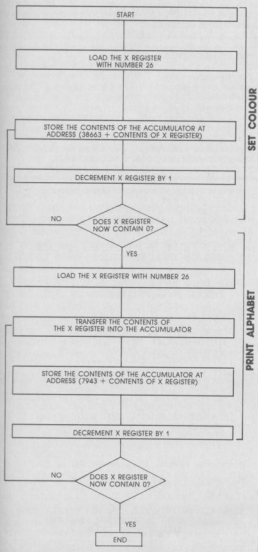 START
LOAD THE X REGISTER
WITH NUMBER 26
STORE THE CONTENTS OF THE ACCUMULATOR AT
ADDRESS (38663 + CONTENTS OF X REGISTER)
DECREMENT X REGISTER BY 1
NO
DOES X REGISTER
NOW CONTAIN 0?
YES
SET COLOUR
LOAD THE X REGISTER WITH NUMBER 26
TRANSFER THE CONTENTS OF
THE X REGISTER INTO THE ACCUMULATOR
STORE THE CONTENTS OF THE ACCUMULATOR AT
ADDRESS (7943 + CONTENTS OF X REGISTER)
DECREMENT X REGISTER BY 1
PRINT ALPHABET
NO
DOES X REGISTER
NOW CONTAIN 0?
YES
END